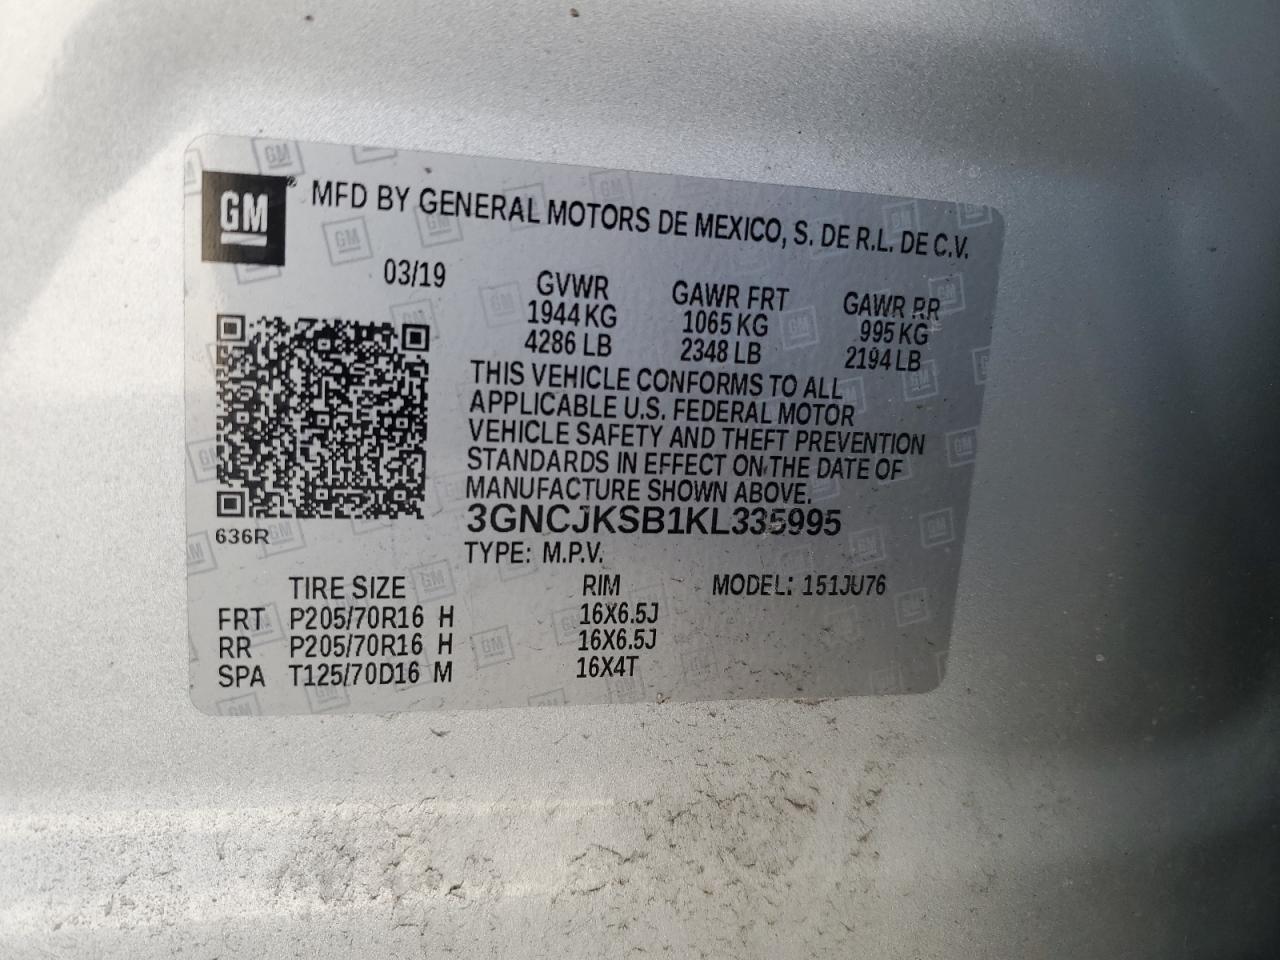 GM
MFD BY GENERAL MOTORS DE MEXICO, S. DE R.L. DE C.V.
03/19
GVWR GAWR FRT GAWR RR
1944 KG 1065 KG 995 KG
4286 LB 2348 LB 2194 LB
THIS VEHICLE CONFORMS TO ALL
APPLICABLE U.S. FEDERAL MOTOR
VEHICLE SAFETY AND THEFT PREVENTION
STANDARDS IN EFFECT ON THE DATE OF
MANUFACTURE SHOWN ABOVE.
3GNCJKSB1KL335995
636R
TYPE: M.P.V.
TIRE SIZE RIM MODEL: 151JU76
FRT P205/70R16 H 16X6.5J
RR P205/70R16 H 16X6.5J
SPA T125/70D16 M 16X4T